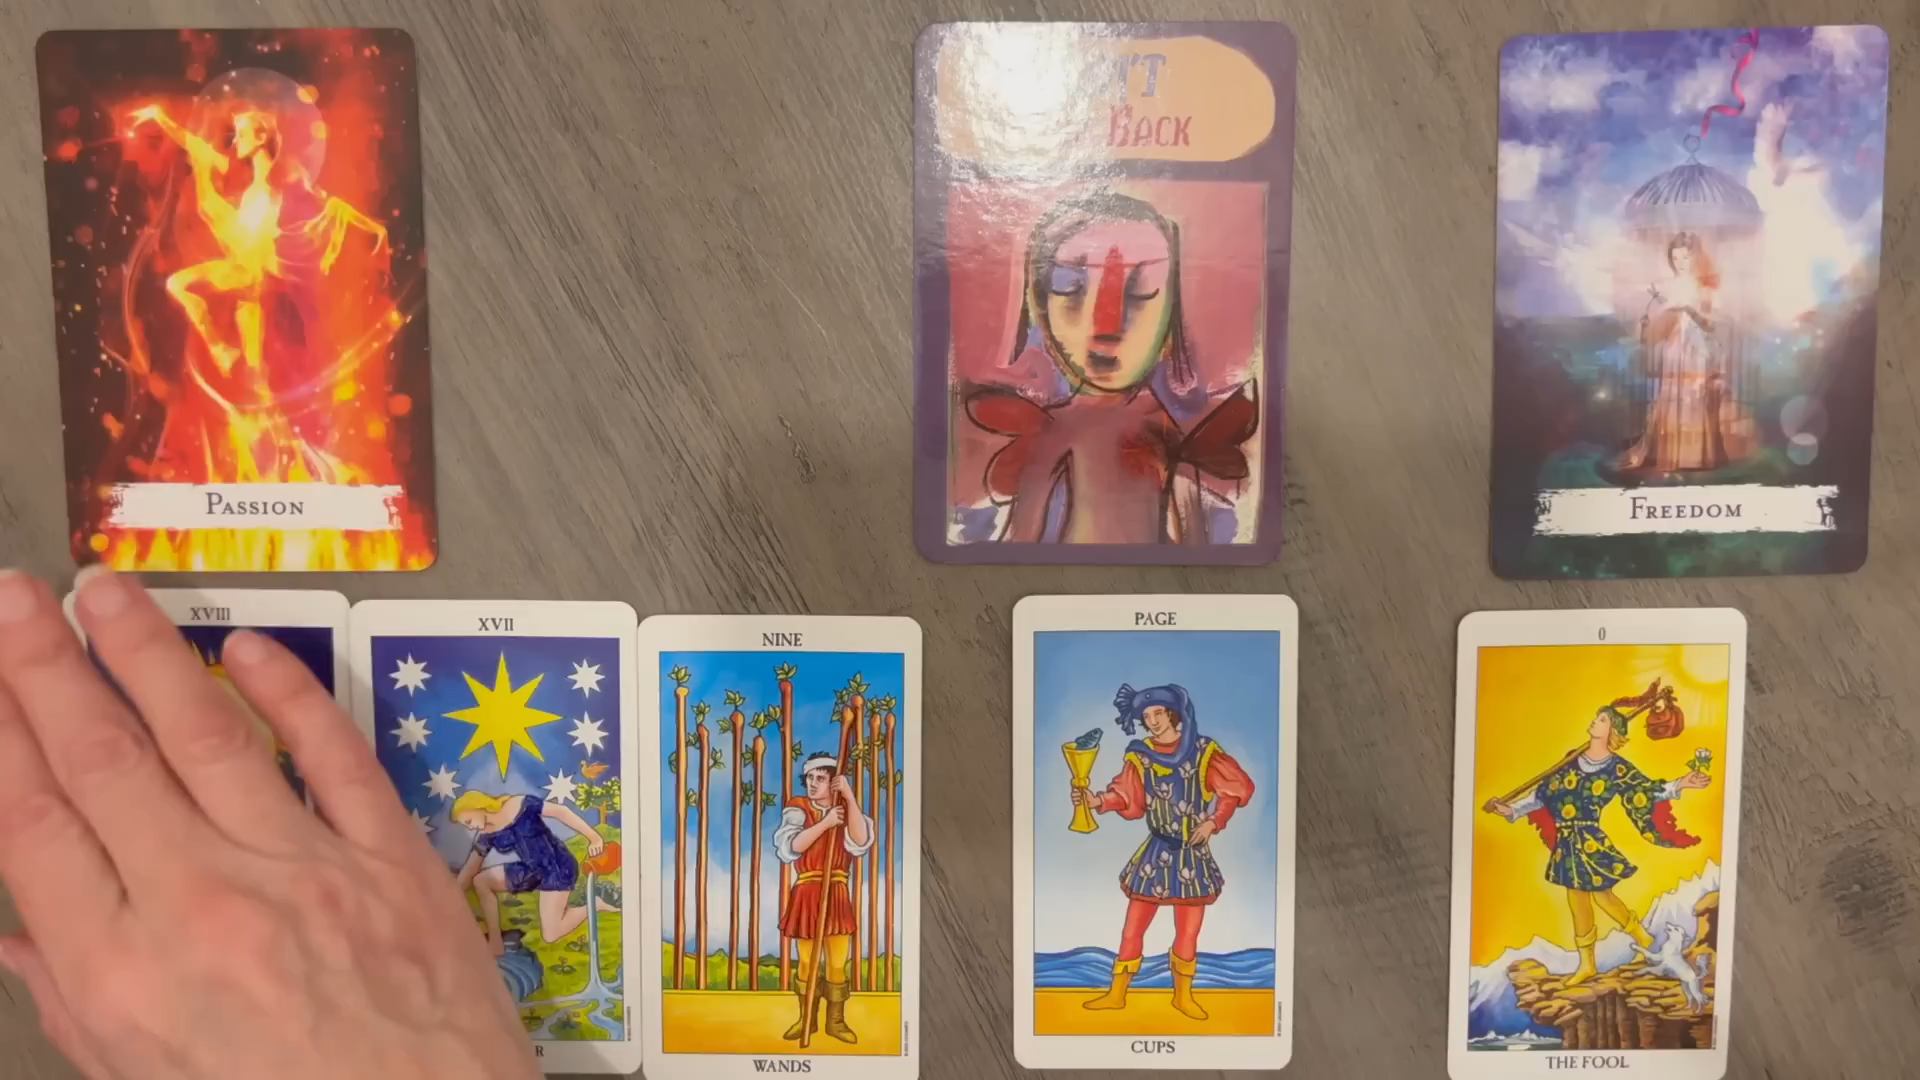 BACK
PASSION
FREEDOM
XVIII
XVII
NINE
PAGE
0
WANDS
CUPS
THE FOOL